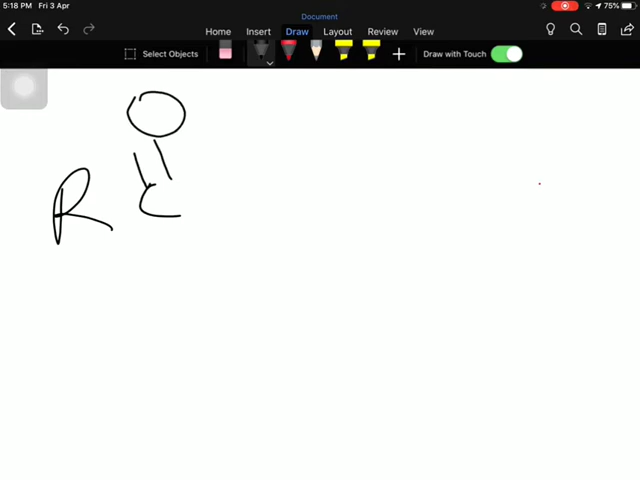 5:18 PM Fri 3 Apr 75%
Document
Home Insert Draw Layout Review View
Select Objects Draw with Touch
O
R C